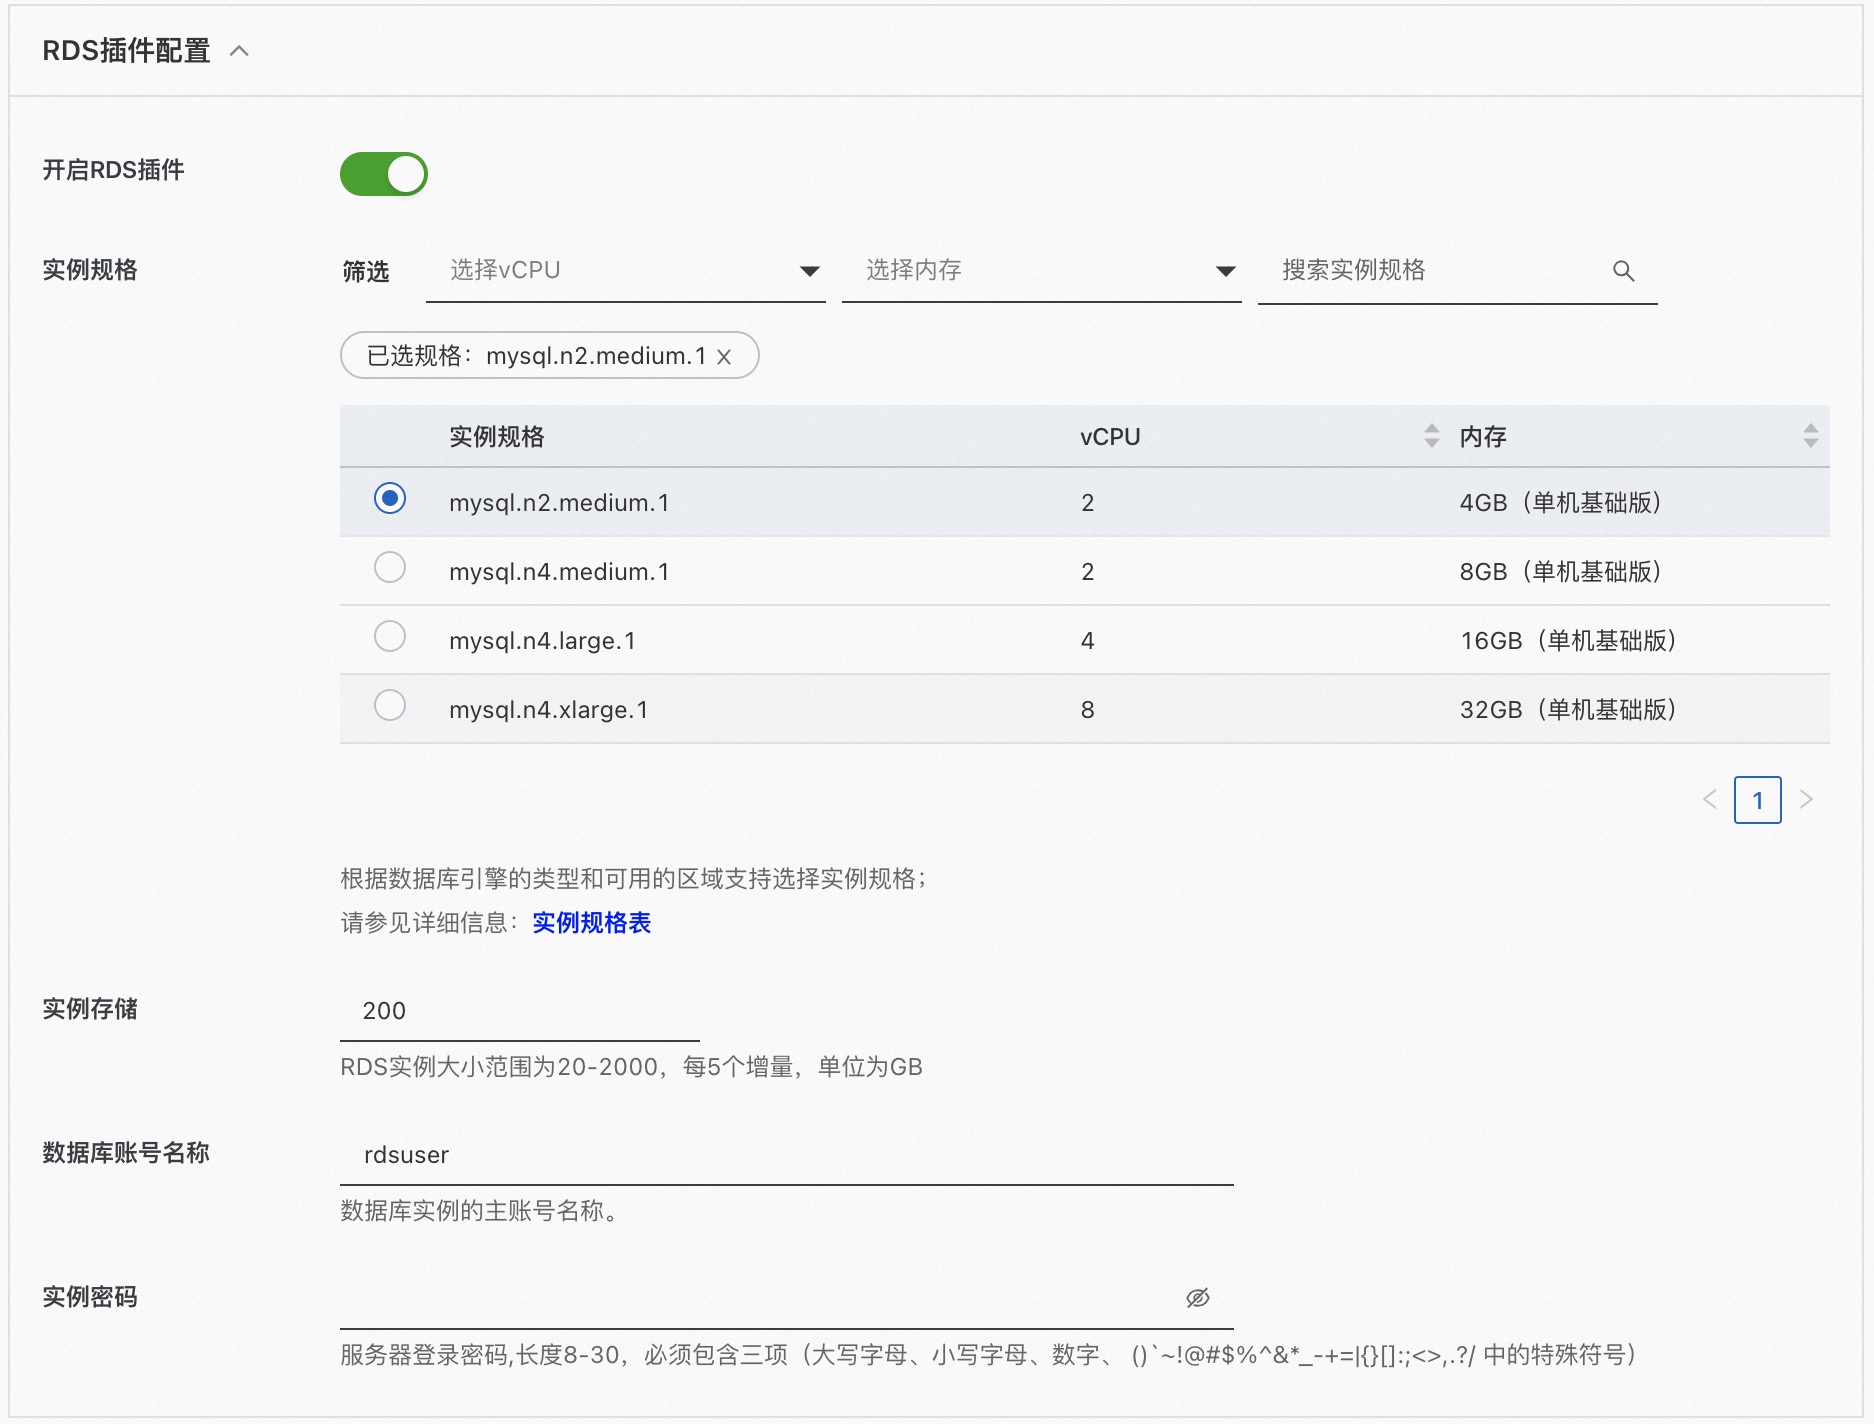 RDS插件配置
开启RDS插件
实例规格
筛选 选择vCPU 选择内存 搜索实例规格
已选规格：mysql.n2.medium.1 X
实例规格 vCPU 内存
mysql.n2.medium.1 2 4GB（单机基础版）
mysql.n4.medium.1 2 8GB（单机基础版）
mysql.n4.large.1 4 16GB（单机基础版）
mysql.n4.xlarge.1 8 32GB（单机基础版）
< 1 >
根据数据库引擎的类型和可用的区域支持选择实例规格；
请参见详细信息：实例规格表
实例存储 200
RDS实例大小范围为20-2000，每5个增量，单位为GB
数据库账号名称 rdsuser
数据库实例的主账号名称。
实例密码
服务器登录密码,长度8-30，必须包含三项（大写字母、小写字母、数字、 ()`~!@#$%^&*_-+=|{}[]:;<>,.?/ 中的特殊符号）